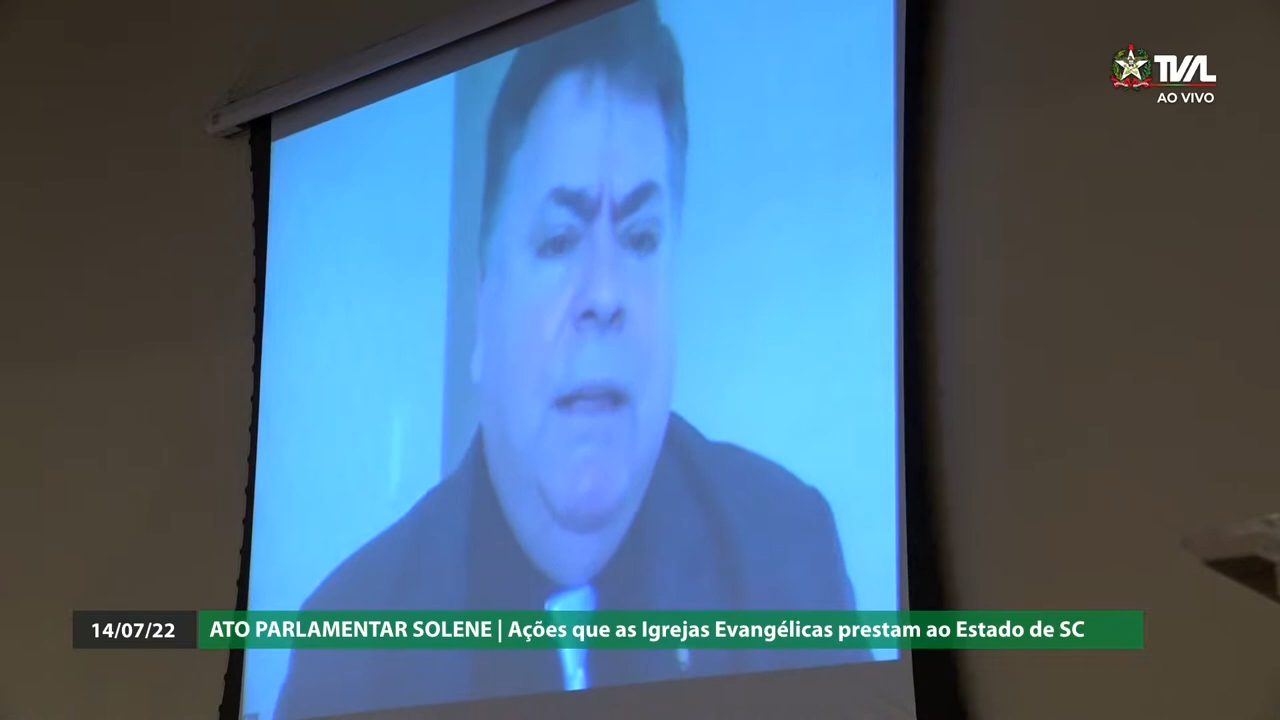 TVAL
AO VIVO
14/07/22
ATO PARLAMENTAR SOLENE | Ações que as Igrejas Evangélicas prestam ao Estado de SC